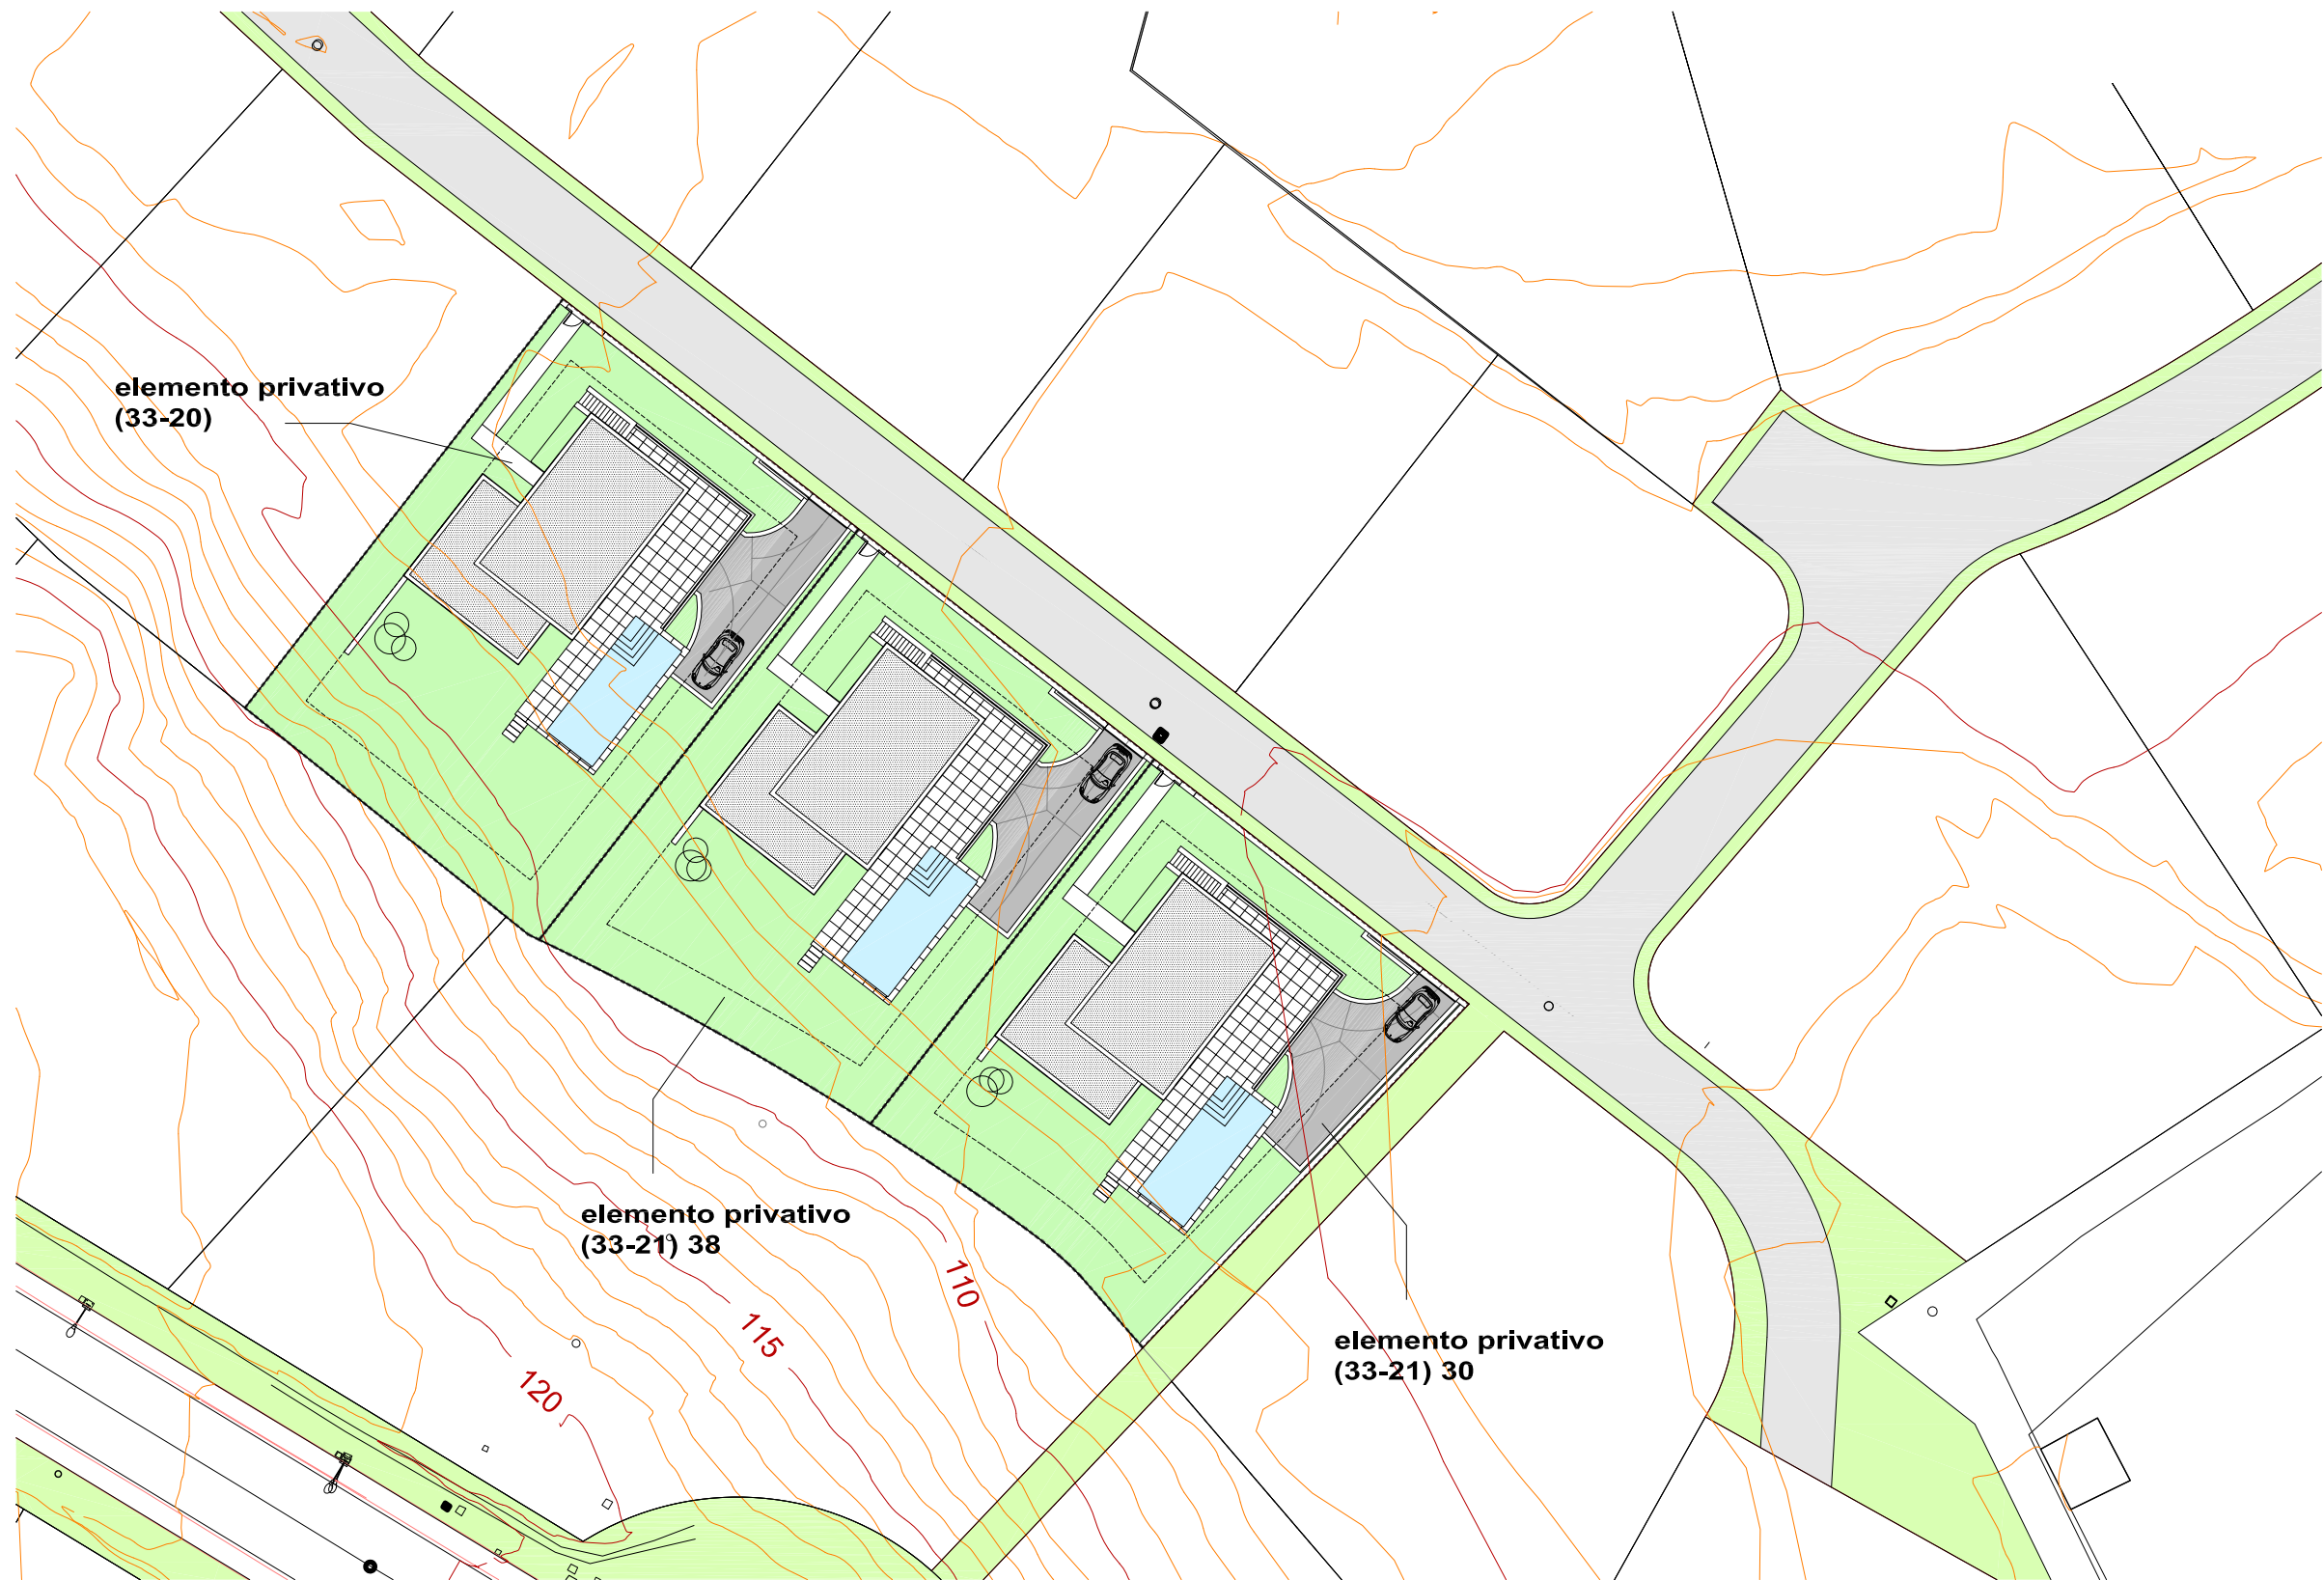 elemento privativo
(33-20)
elemento privativo
(33-21) 38
110
115
120
elemento privativo
(33-21) 30